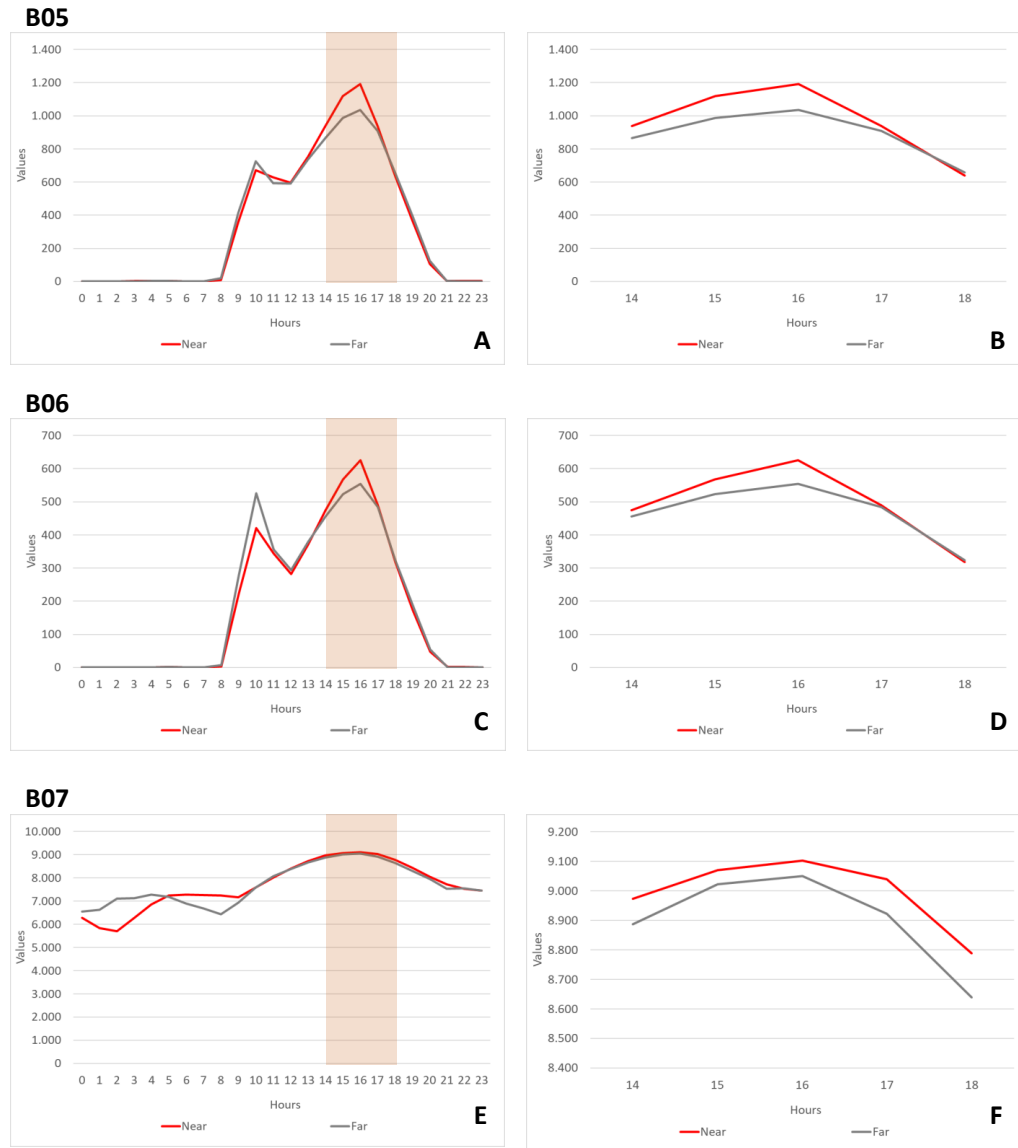 B05
1.400
1.200
1.000
800
600
400
200
0
Values
0 1 2 3 4 5 6 7 8 9 10 11 12 13 14 15 16 17 18 19 20 21 22 23
Hours
Near Far
A
1.400
1.200
1.000
800
600
400
200
0
Values
14 15 16 17 18
Hours
Near Far
B
B06
700
600
500
400
300
200
100
0
Values
0 1 2 3 4 5 6 7 8 9 10 11 12 13 14 15 16 17 18 19 20 21 22 23
Hours
Near Far
C
700
600
500
400
300
200
100
0
Values
14 15 16 17 18
Hours
Near Far
D
B07
10.000
9.000
8.000
7.000
6.000
5.000
4.000
3.000
2.000
1.000
0
Values
0 1 2 3 4 5 6 7 8 9 10 11 12 13 14 15 16 17 18 19 20 21 22 23
Hours
Near Far
E
9.200
9.100
9.000
8.900
8.800
8.700
8.600
8.500
8.400
Values
14 15 16 17 18
Hours
Near Far
F